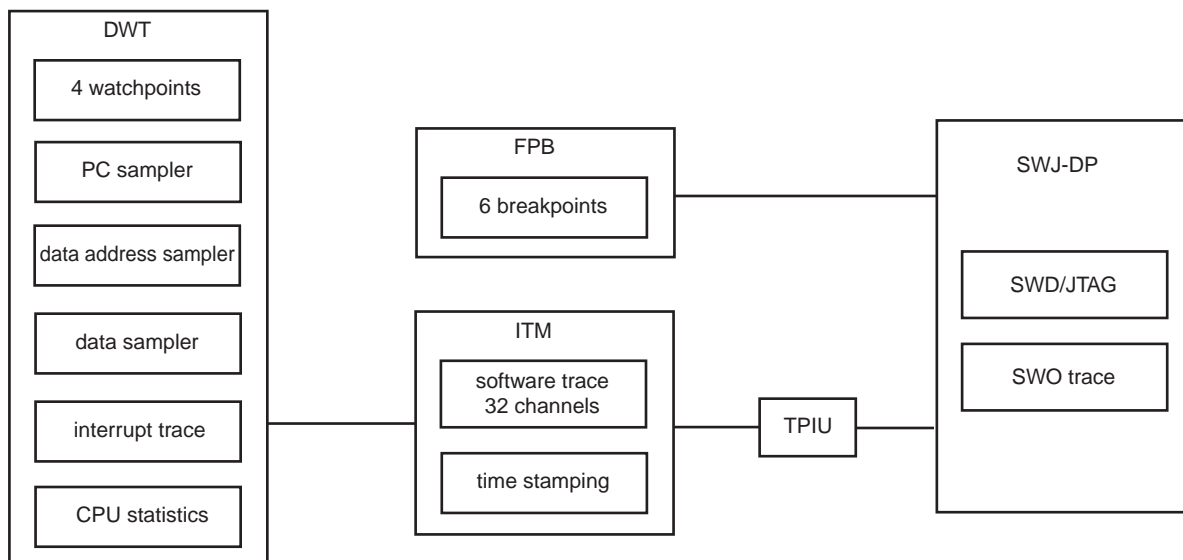 DWT
4 watchpoints
PC sampler
data address sampler
data sampler
interrupt trace
CPU statistics
FPB
6 breakpoints
ITM
software trace
32 channels
time stamping
TPIU
SWJ-DP
SWD/JTAG
SWO trace